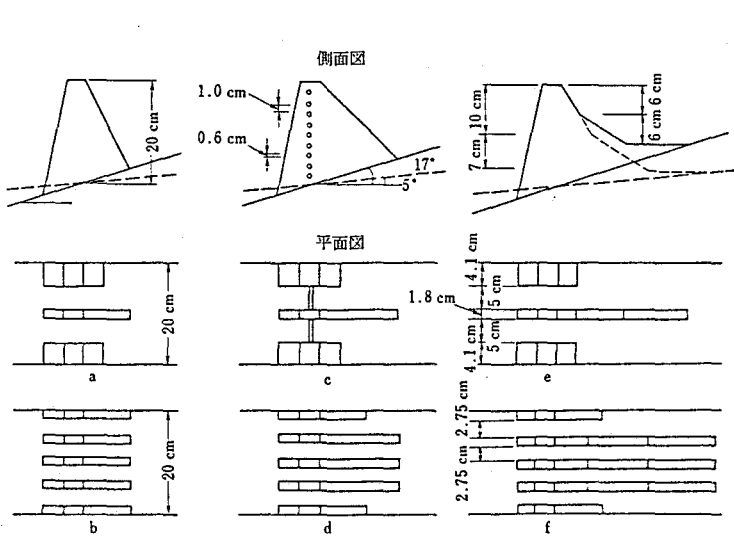 側面図
20 cm
1.0 cm
0.6 cm
17°
5°
10 cm
7 cm
6 cm
6 cm
平面図
20 cm
a
c
1.8 cm
4.1 cm
5 cm
5 cm
4.1 cm
e
20 cm
b
d
2.75 cm
2.75 cm
f